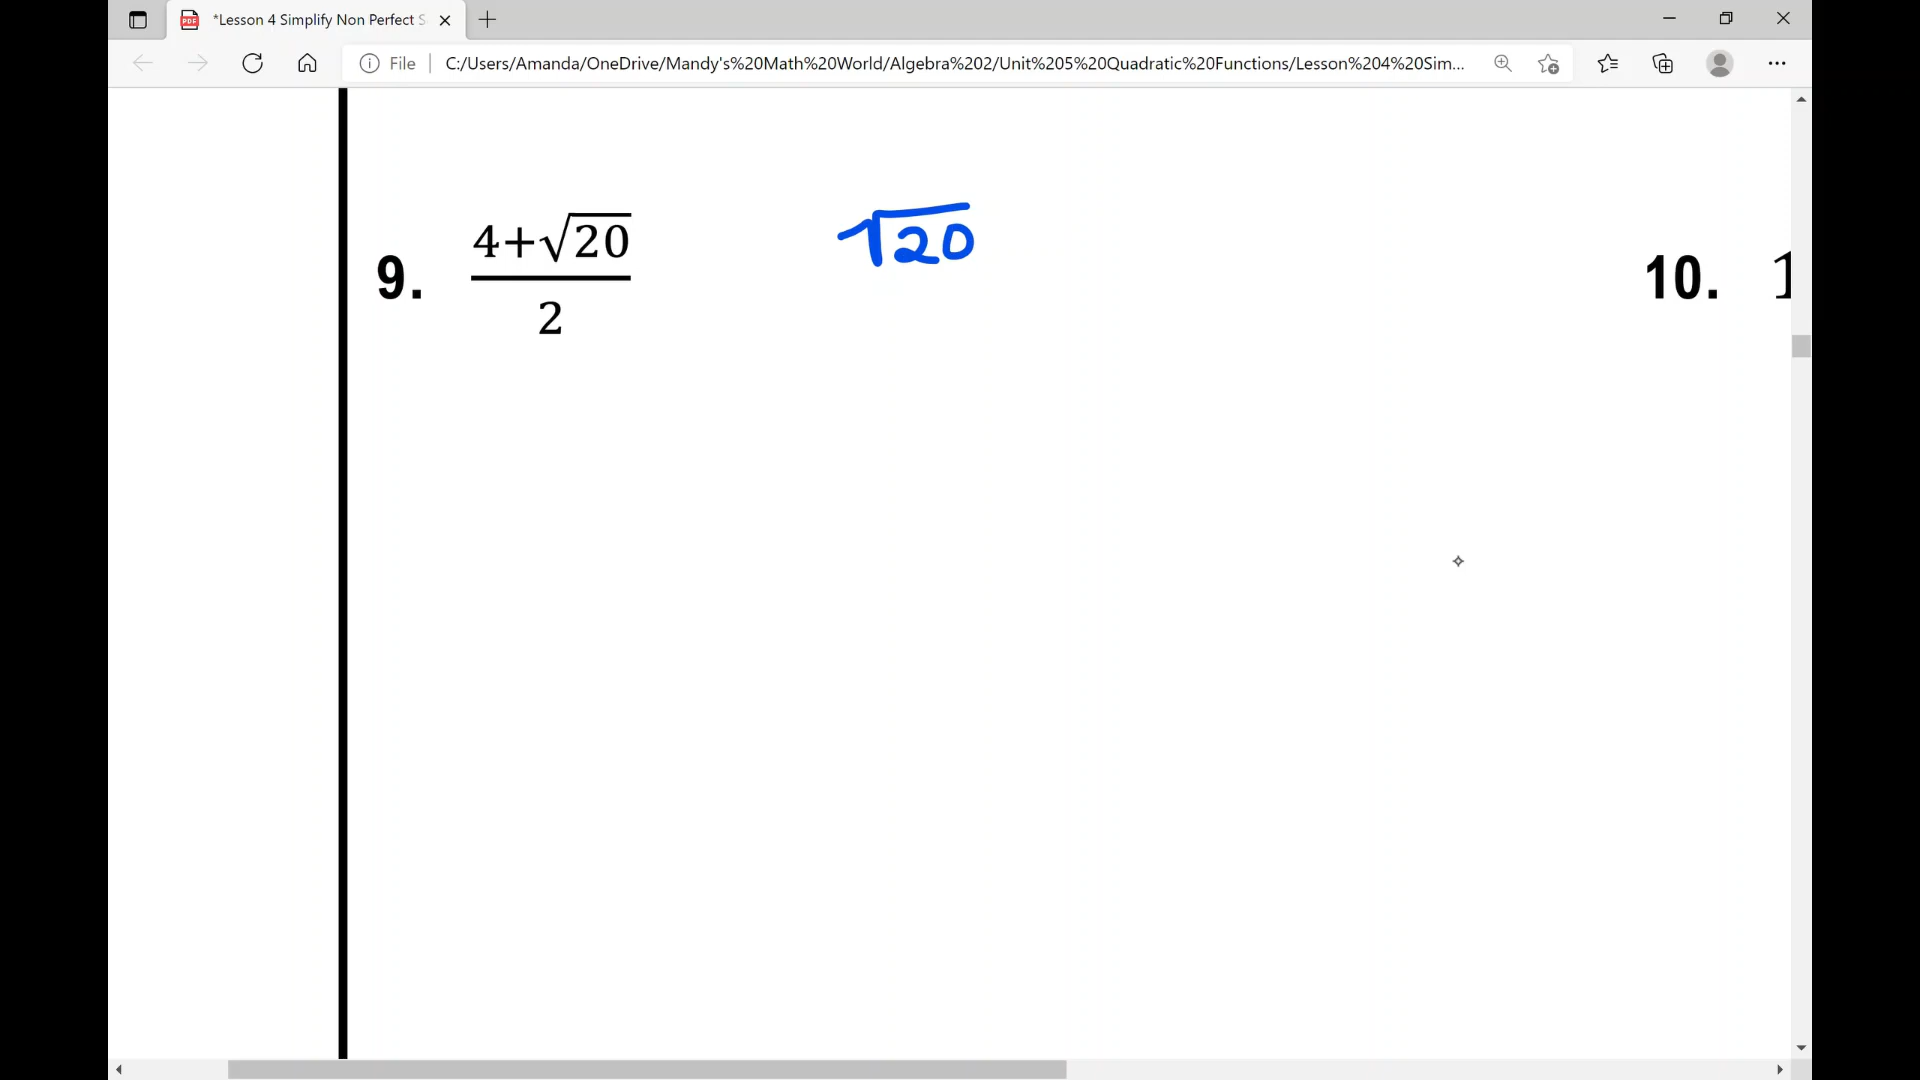 *Lesson 4 Simplify Non Perfect S
File
C:/Users/Amanda/OneDrive/Mandy's%20Math%20World/Algebra%202/Unit%205%20Quadratic%20Functions/Lesson%204%20Sim...
9. (4+√20)/2
√20
10. 1